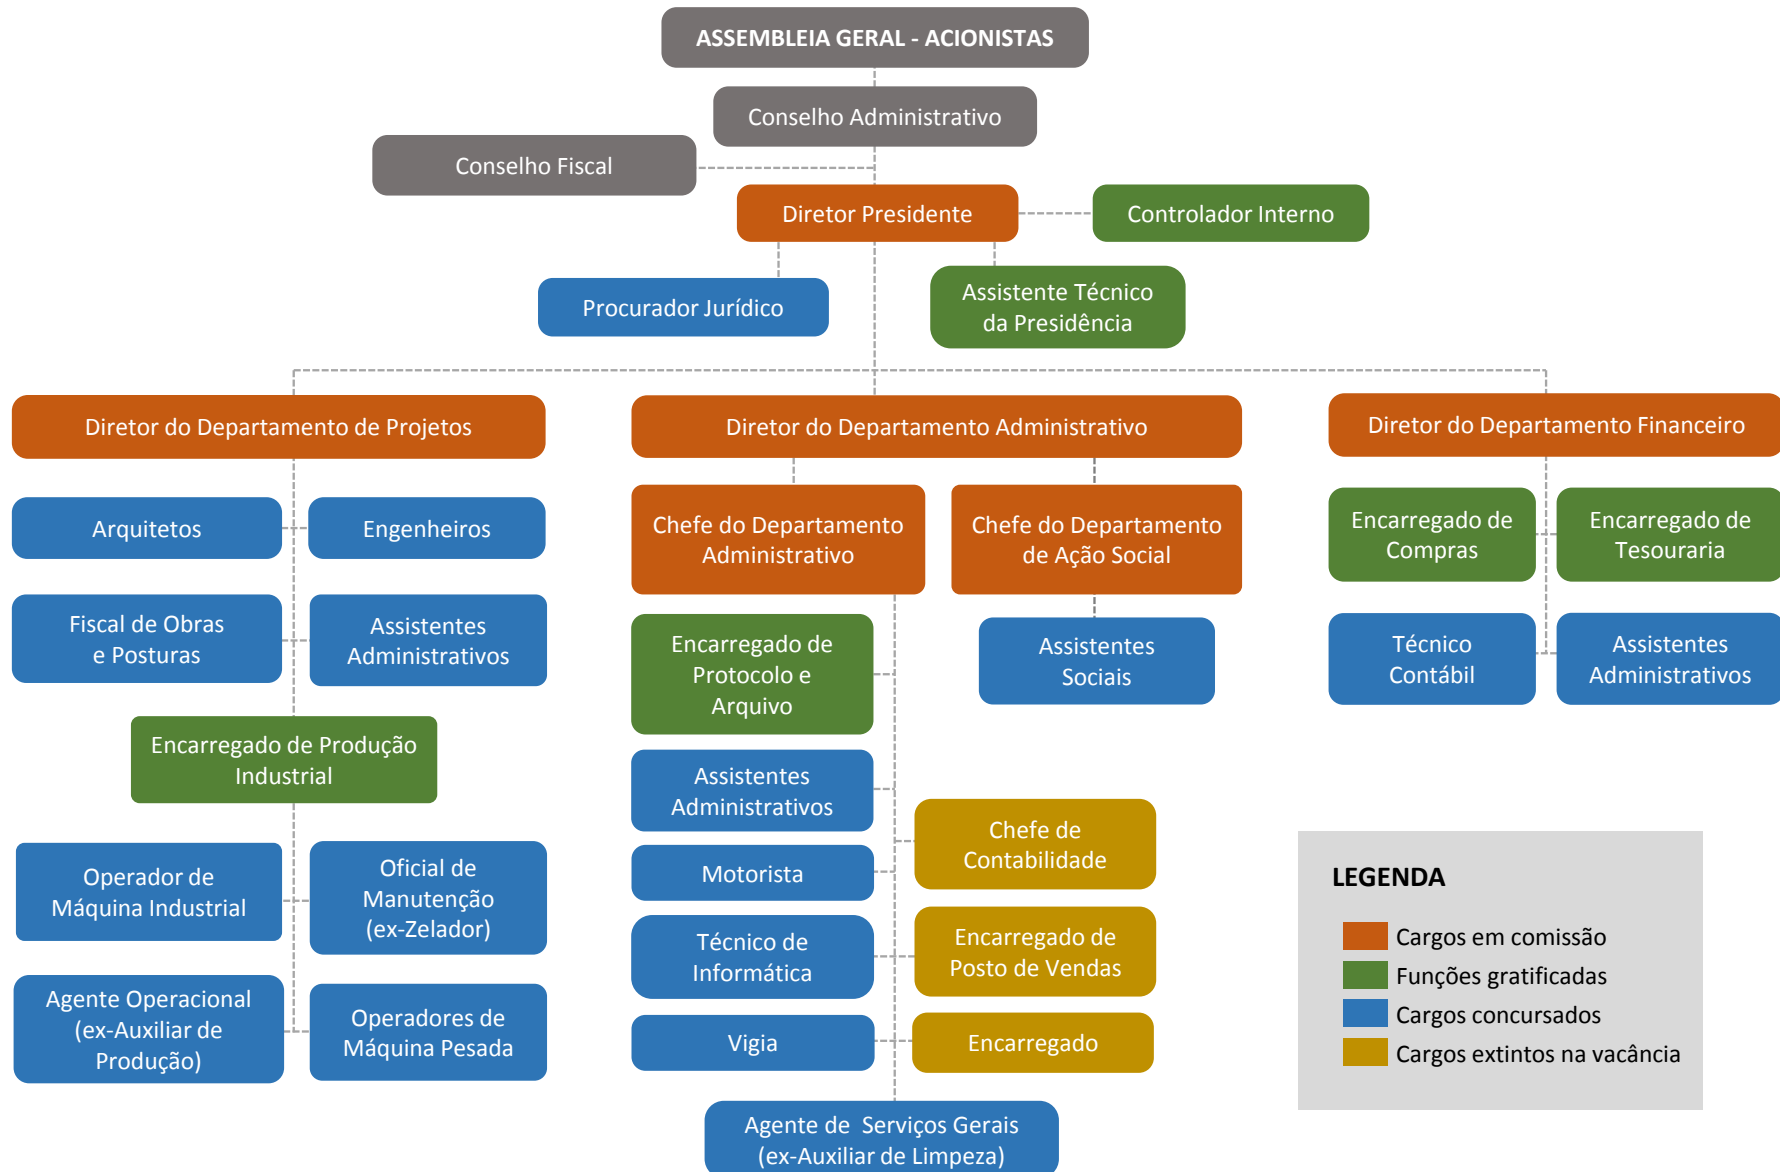 ASSEMBLEIA GERAL - ACIONISTAS
Conselho Administrativo
Conselho Fiscal
Diretor Presidente
Controlador Interno
Procurador Jurídico
Assistente Técnico
da Presidência
Diretor do Departamento de Projetos
Diretor do Departamento Administrativo
Diretor do Departamento Financeiro
Arquitetos
Engenheiros
Fiscal de Obras
e Posturas
Assistentes
Administrativos
Encarregado de Produção
Industrial
Operador de
Máquina Industrial
Oficial de
Manutenção
(ex-Zelador)
Agente Operacional
(ex-Auxiliar de
Produção)
Operadores de
Máquina Pesada
Chefe do Departamento
Administrativo
Chefe do Departamento
de Ação Social
Encarregado de
Protocolo e
Arquivo
Assistentes
Sociais
Assistentes
Administrativos
Chefe de
Contabilidade
Motorista
Técnico de
Informática
Encarregado de
Posto de Vendas
Vigia
Encarregado
Agente de  Serviços Gerais
(ex-Auxiliar de Limpeza)
Encarregado de
Compras
Encarregado de
Tesouraria
Técnico
Contábil
Assistentes
Administrativos
LEGENDA
Cargos em comissão
Funções gratificadas
Cargos concursados
Cargos extintos na vacância